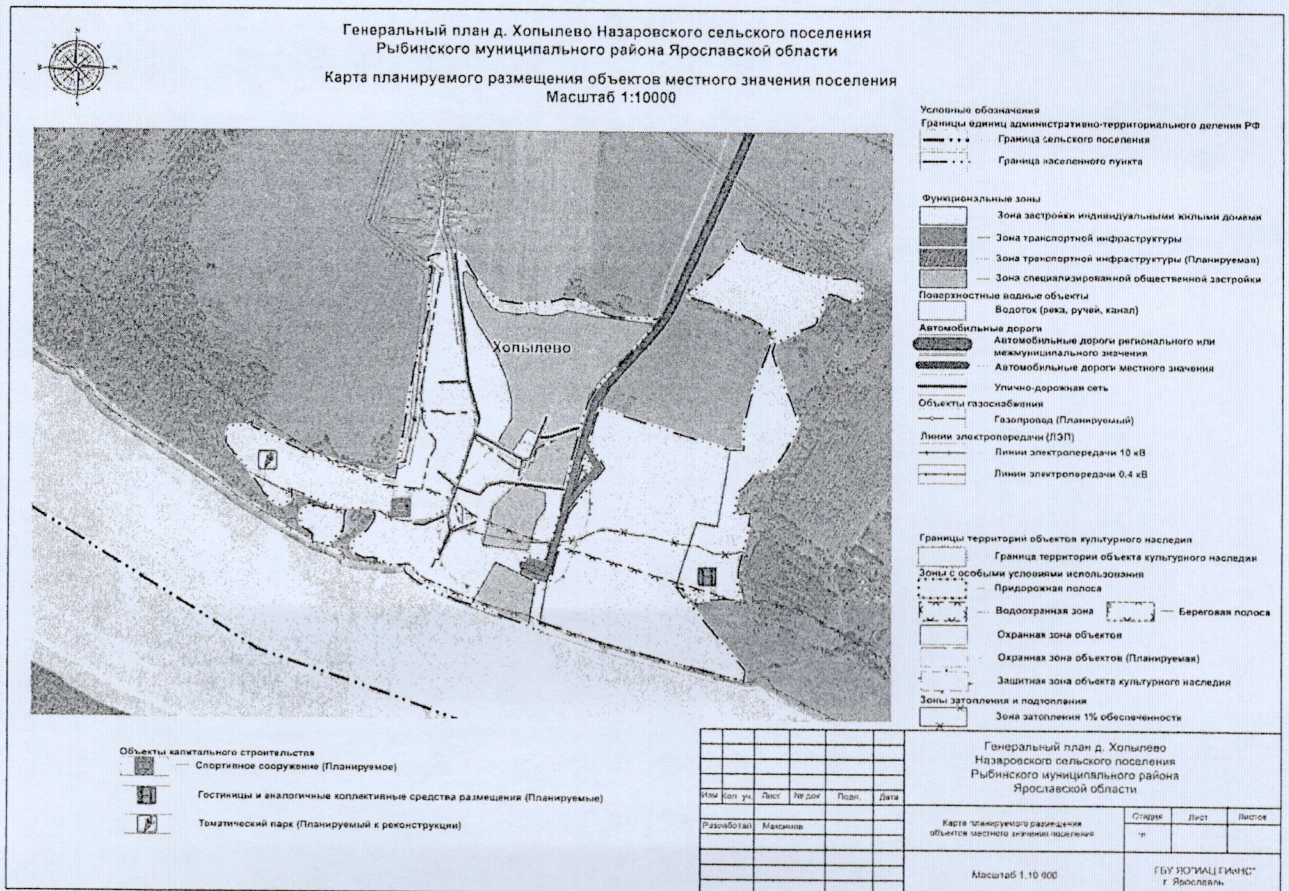 Генеральный план д. Хопылево Назаровского сельского поселения
Рыбинского муниципального района Ярославской области
Карта планируемого размещения объектов местного значения поселения
Масштаб 1:10000
Хопылево
Условные обозначения
Границы единиц административно-территориального деления РФ
Граница сельского поселения
Граница населенного пункта
Функциональные зоны
Зона застройки индивидуальными жилыми домами
Зона транспортной инфраструктуры
Зона транспортной инфраструктуры (Планируемая)
Зона специализированной общественной застройки
Поверхностные водные объекты
Водоток (река, ручей, канал)
Автомобильные дороги
Автомобильные дороги регионального или
межмуниципального значения
Автомобильные дороги местного значения
Улично-дорожная сеть
Объекты газоснабжения
Газопровод (Планируемый)
Линии электропередачи (ЛЭП)
Линии электропередачи 10 кВ
Линии электропередачи 0,4 кВ
Границы территорий объектов культурного наследия
Граница территории объекта культурного наследия
Зоны с особыми условиями использования
Придорожная полоса
Водоохранная зона
Береговая полоса
Охранная зона объектов
Охранная зона объектов (Планируемая)
Защитная зона объекта культурного наследия
Зоны затопления и подтопления
Зона затопления 1% обеспеченности
Объекты капитального строительства
Спортивное сооружение (Планируемое)
Гостиницы и аналогичные коллективные средства размещения (Планируемые)
Тематический парк (Планируемый к реконструкции)
Изм Кол. уч. Лист № док Подп. Дата
Разработал Максимов
Генеральный план д. Хопылево
Назаровского сельского поселения
Рыбинского муниципального района
Ярославской области
Карта планируемого размещения
объектов местного значения поселения
Стадия Лист Листов
Масштаб 1:10 000
г. Ярославль